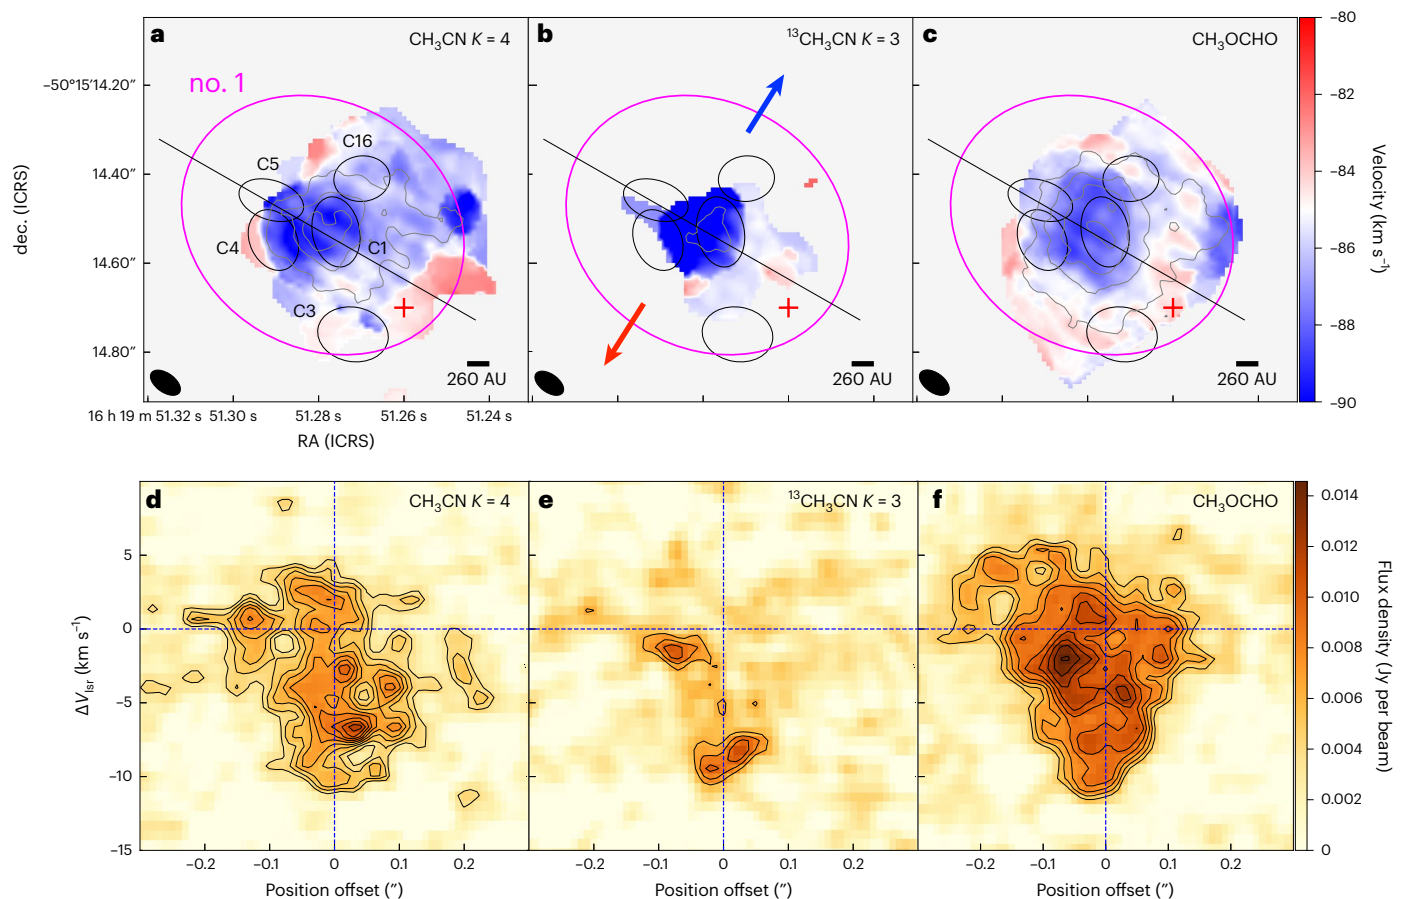 a CH₃CN K = 4
b ¹³CH₃CN K = 3
c CH₃OCHO
no. 1
C16
C5
C4
C1
C3
260 AU
260 AU
260 AU
dec. (ICRS)
−50°15′14.20″
14.40″
14.60″
14.80″
16 h 19 m 51.32 s 51.30 s 51.28 s 51.26 s 51.24 s
RA (ICRS)
−80
−82
−84
−86
−88
−90
Velocity (km s⁻¹)
d CH₃CN K = 4
e ¹³CH₃CN K = 3
f CH₃OCHO
ΔVlsr (km s⁻¹)
5
0
−5
−10
−15
−0.2 −0.1 0 0.1 0.2
−0.2 −0.1 0 0.1 0.2
−0.2 −0.1 0 0.1 0.2
Position offset (″)
Position offset (″)
Position offset (″)
0.014
0.012
0.010
0.008
0.006
0.004
0.002
0
Flux density (Jy per beam)